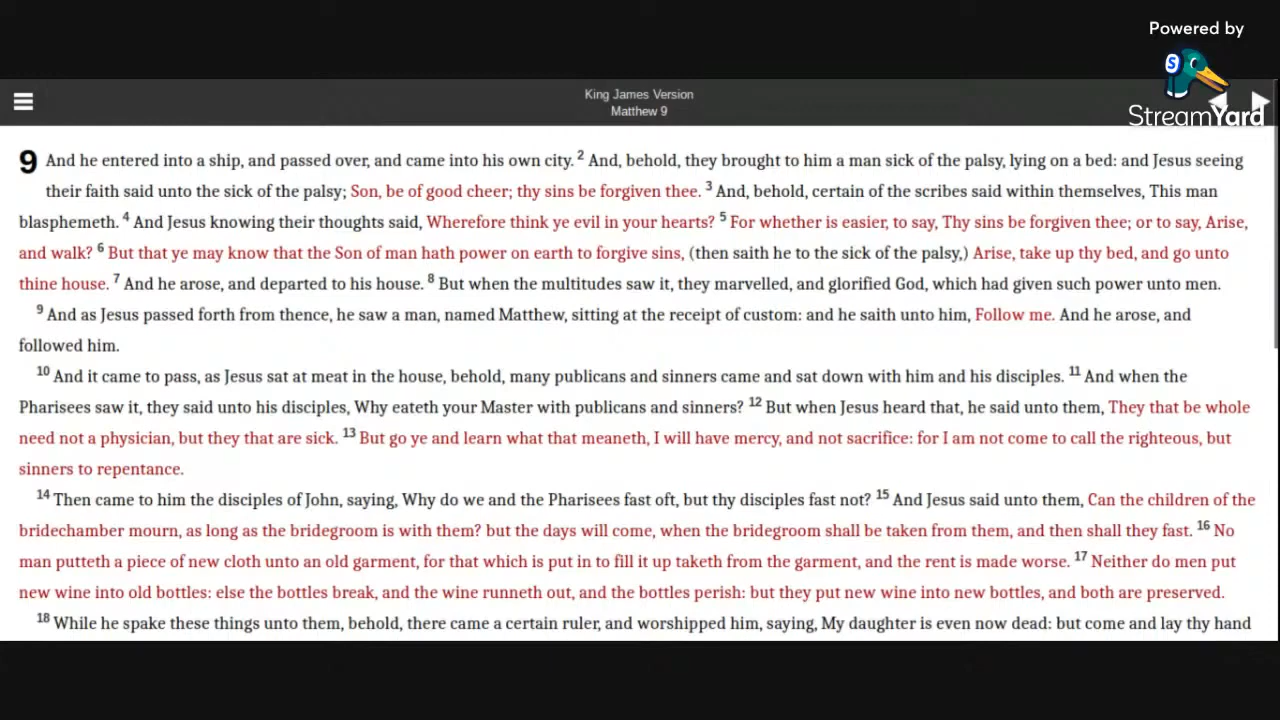 Powered by
StreamYard
King James Version
Matthew 9
9 And he entered into a ship, and passed over, and came into his own city. 2 And, behold, they brought to him a man sick of the palsy, lying on a bed: and Jesus seeing
their faith said unto the sick of the palsy; Son, be of good cheer; thy sins be forgiven thee. 3 And, behold, certain of the scribes said within themselves, This man
blasphemeth. 4 And Jesus knowing their thoughts said, Wherefore think ye evil in your hearts? 5 For whether is easier, to say, Thy sins be forgiven thee; or to say, Arise,
and walk? 6 But that ye may know that the Son of man hath power on earth to forgive sins, (then saith he to the sick of the palsy,) Arise, take up thy bed, and go unto
thine house. 7 And he arose, and departed to his house. 8 But when the multitudes saw it, they marvelled, and glorified God, which had given such power unto men.
9 And as Jesus passed forth from thence, he saw a man, named Matthew, sitting at the receipt of custom: and he saith unto him, Follow me. And he arose, and
followed him.
10 And it came to pass, as Jesus sat at meat in the house, behold, many publicans and sinners came and sat down with him and his disciples. 11 And when the
Pharisees saw it, they said unto his disciples, Why eateth your Master with publicans and sinners? 12 But when Jesus heard that, he said unto them, They that be whole
need not a physician, but they that are sick. 13 But go ye and learn what that meaneth, I will have mercy, and not sacrifice: for I am not come to call the righteous, but
sinners to repentance.
14 Then came to him the disciples of John, saying, Why do we and the Pharisees fast oft, but thy disciples fast not? 15 And Jesus said unto them, Can the children of the
bridechamber mourn, as long as the bridegroom is with them? but the days will come, when the bridegroom shall be taken from them, and then shall they fast. 16 No
man putteth a piece of new cloth unto an old garment, for that which is put in to fill it up taketh from the garment, and the rent is made worse. 17 Neither do men put
new wine into old bottles: else the bottles break, and the wine runneth out, and the bottles perish: but they put new wine into new bottles, and both are preserved.
18 While he spake these things unto them, behold, there came a certain ruler, and worshipped him, saying, My daughter is even now dead: but come and lay thy hand